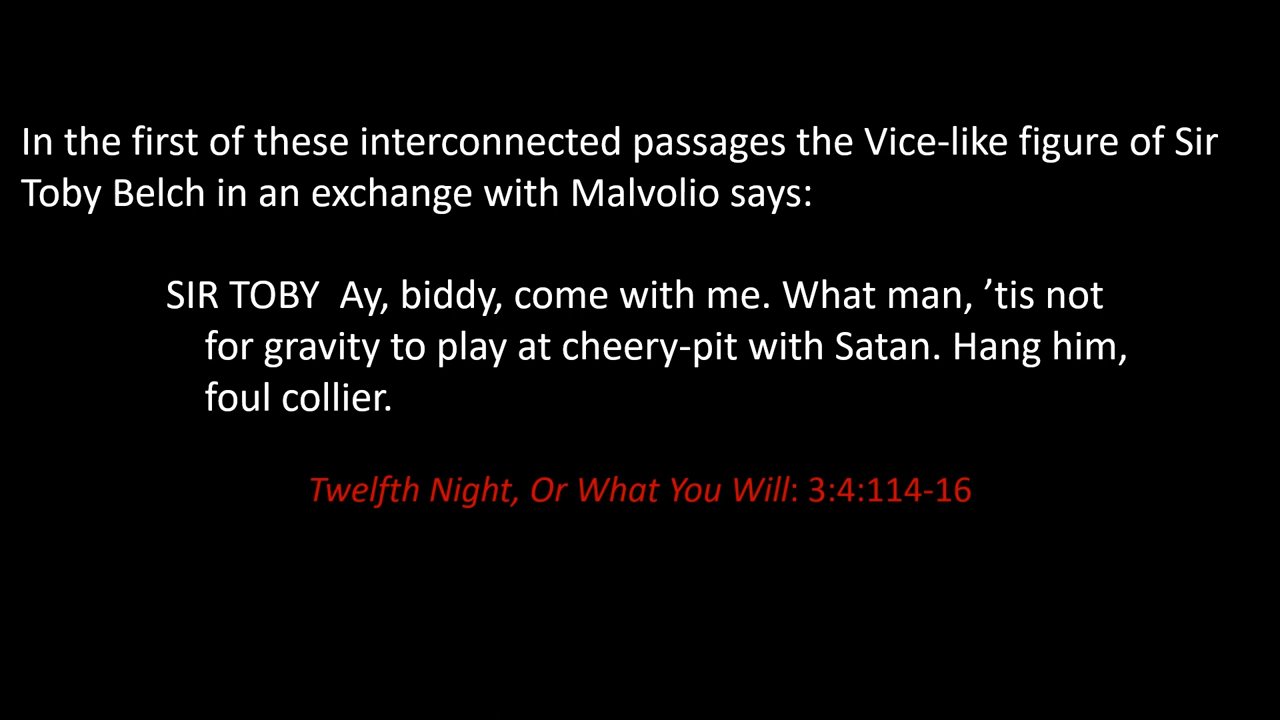 In the first of these interconnected passages the Vice-like figure of Sir
Toby Belch in an exchange with Malvolio says:
SIR TOBY  Ay, biddy, come with me. What man, ’tis not
for gravity to play at cheery-pit with Satan. Hang him,
foul collier.
Twelfth Night, Or What You Will: 3:4:114-16